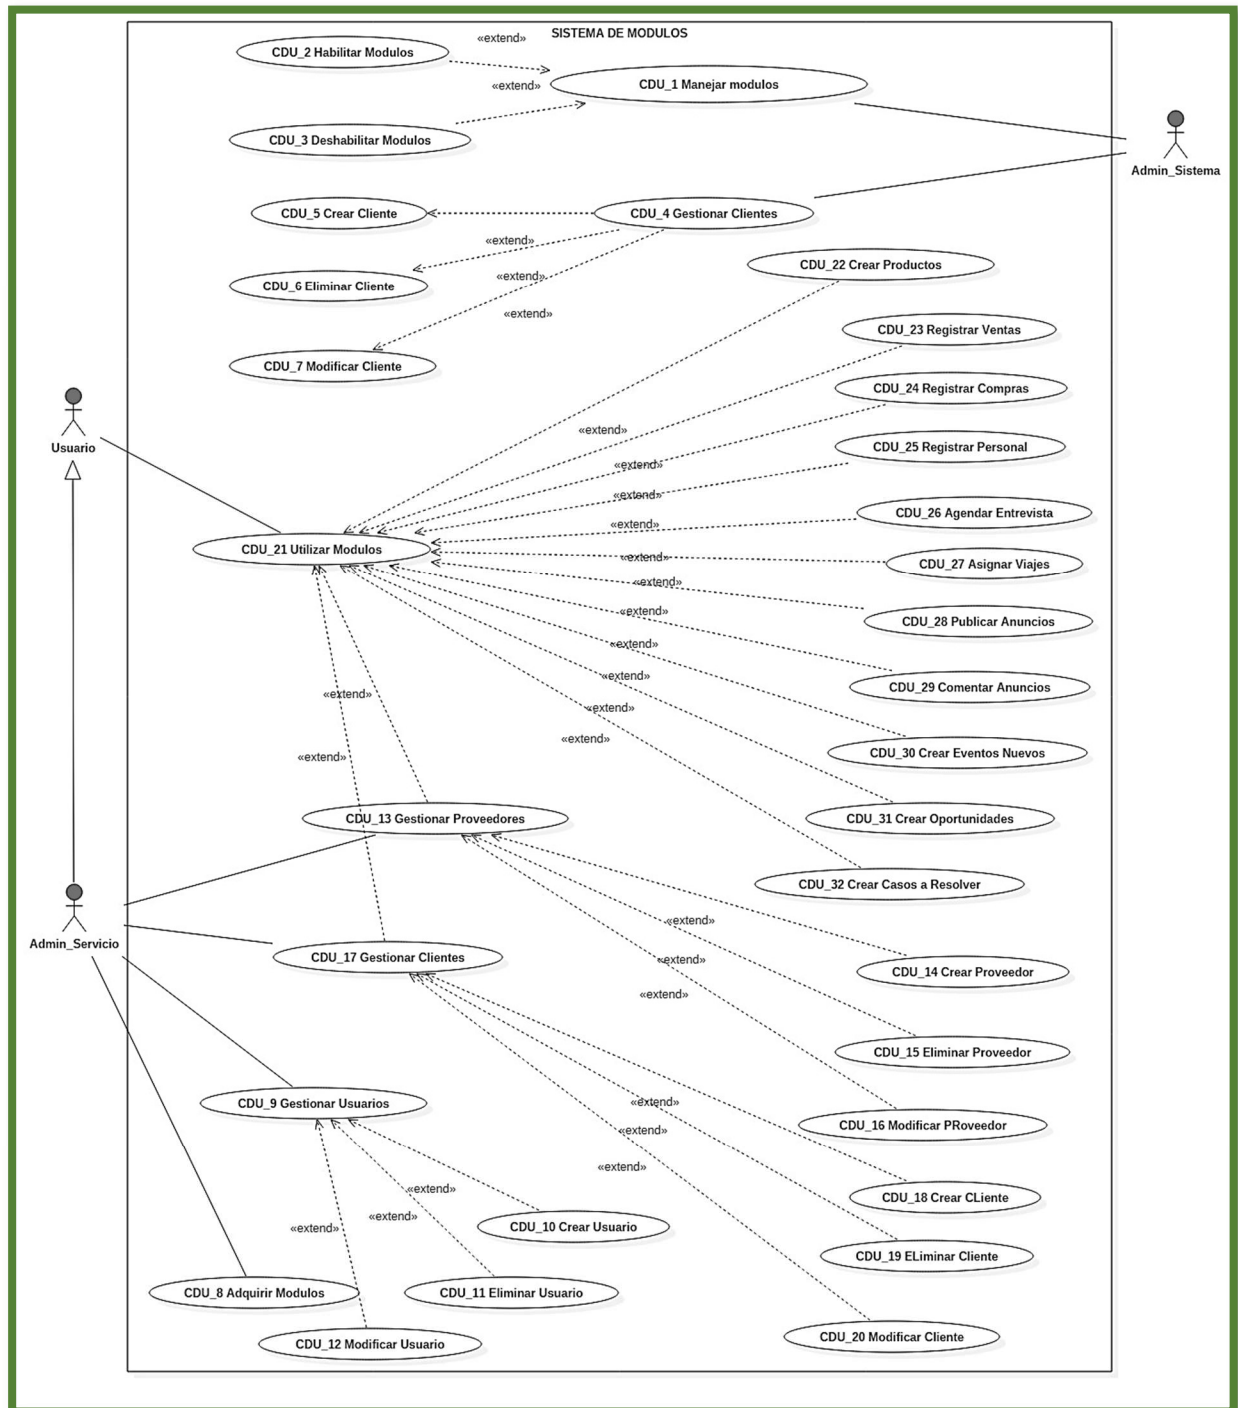 SISTEMA DE MODULOS
«extend»
CDU_2 Habilitar Modulos
CDU_1 Manejar modulos
«extend»
CDU_3 Deshabilitar Modulos
Admin_Sistema
CDU_5 Crear Cliente
CDU_4 Gestionar Clientes
«extend»
CDU_22 Crear Productos
«extend»
CDU_6 Eliminar Cliente
«extend»
CDU_23 Registrar Ventas
CDU_7 Modificar Cliente
CDU_24 Registrar Compras
«extend»
Usuario
CDU_25 Registrar Personal
«extend»
«extend»
CDU_26 Agendar Entrevista
«extend»
CDU_21 Utilizar Modulos
«extend»
CDU_27 Asignar Viajes
«extend»
«extend»
CDU_28 Publicar Anuncios
«extend»
«extend»
CDU_29 Comentar Anuncios
«extend»
«extend»
«extend»
CDU_30 Crear Eventos Nuevos
«extend»
CDU_13 Gestionar Proveedores
CDU_31 Crear Oportunidades
CDU_32 Crear Casos a Resolver
«extend»
Admin_Servicio
CDU_17 Gestionar Clientes
«extend»
CDU_14 Crear Proveedor
«extend»
CDU_15 Eliminar Proveedor
CDU_9 Gestionar Usuarios
«extend»
CDU_16 Modificar PRoveedor
«extend»
«extend»
«extend»
CDU_18 Crear CLiente
«extend»
«extend»
CDU_10 Crear Usuario
CDU_19 ELiminar Cliente
CDU_8 Adquirir Modulos
CDU_11 Eliminar Usuario
CDU_20 Modificar Cliente
CDU_12 Modificar Usuario